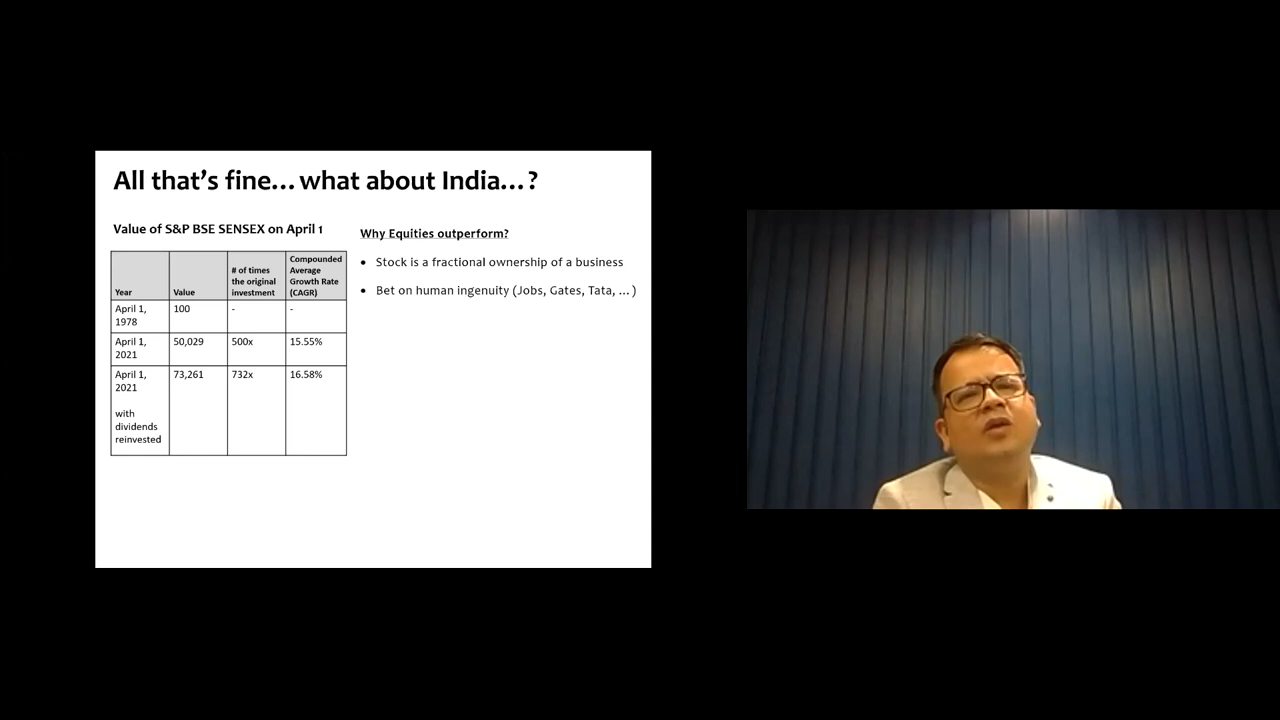 All that's fine... what about India...?
Value of S&P BSE SENSEX on April 1
Year
Value
# of times
the original
investment
Compounded
Average
Growth Rate
(CAGR)
April 1,
1978
100
-
-
April 1,
2021
50,029
500x
15.55%
April 1,
2021
with
dividends
reinvested
73,261
732x
16.58%
Why Equities outperform?
• Stock is a fractional ownership of a business
• Bet on human ingenuity (Jobs, Gates, Tata, ... )